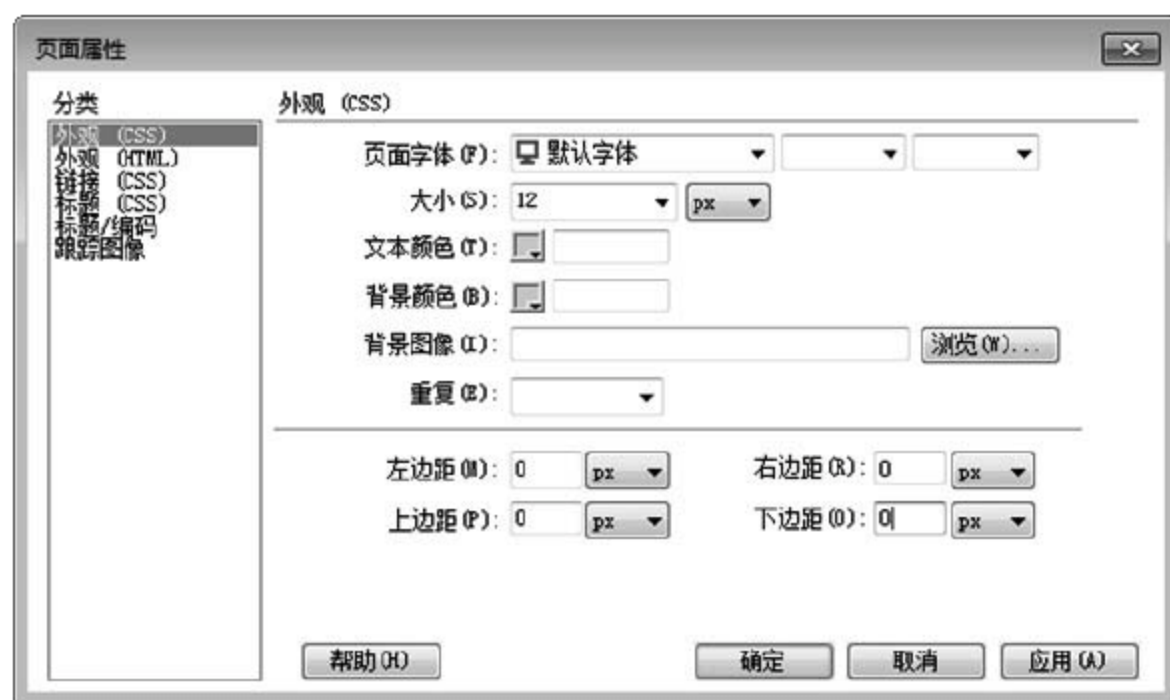 页面属性
分类
外观 (CSS)
外观 (HTML)
链接 (CSS)
标题 (CSS)
标题/编码
跟踪图像
外观 (CSS)
页面字体(F): 默认字体
大小(S): 12 px
文本颜色(T):
背景颜色(B):
背景图像(I): 浏览(W)...
重复(E):
左边距(M): 0 px 右边距(R): 0 px
上边距(P): 0 px 下边距(O): 0 px
帮助(H) 确定 取消 应用(A)